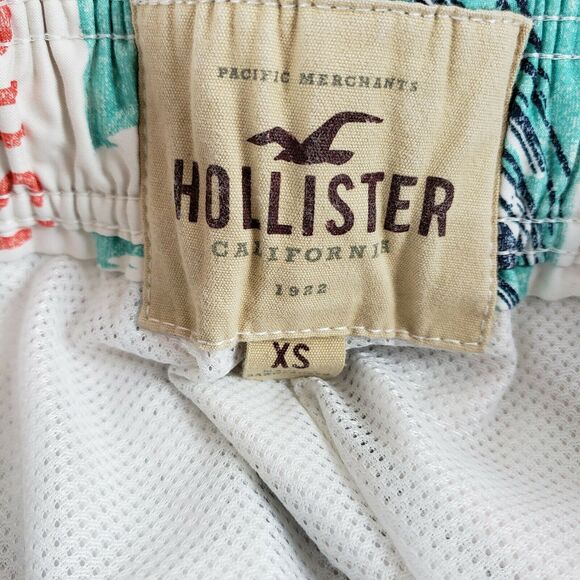 PACIFIC MERCHANTS
HOLLISTER
CALIFORNIA
1922
XS